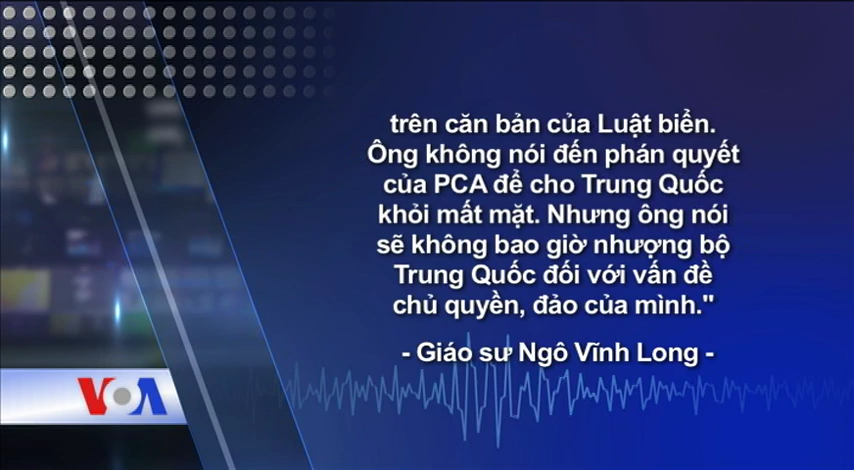 trên căn bản của Luật biển.
Ông không nói đến phán quyết
của PCA để cho Trung Quốc
khỏi mất mặt. Nhưng ông nói
sẽ không bao giờ nhượng bộ
Trung Quốc đối với vấn đề
chủ quyền, đảo của mình."
- Giáo sư Ngô Vĩnh Long -
VOA